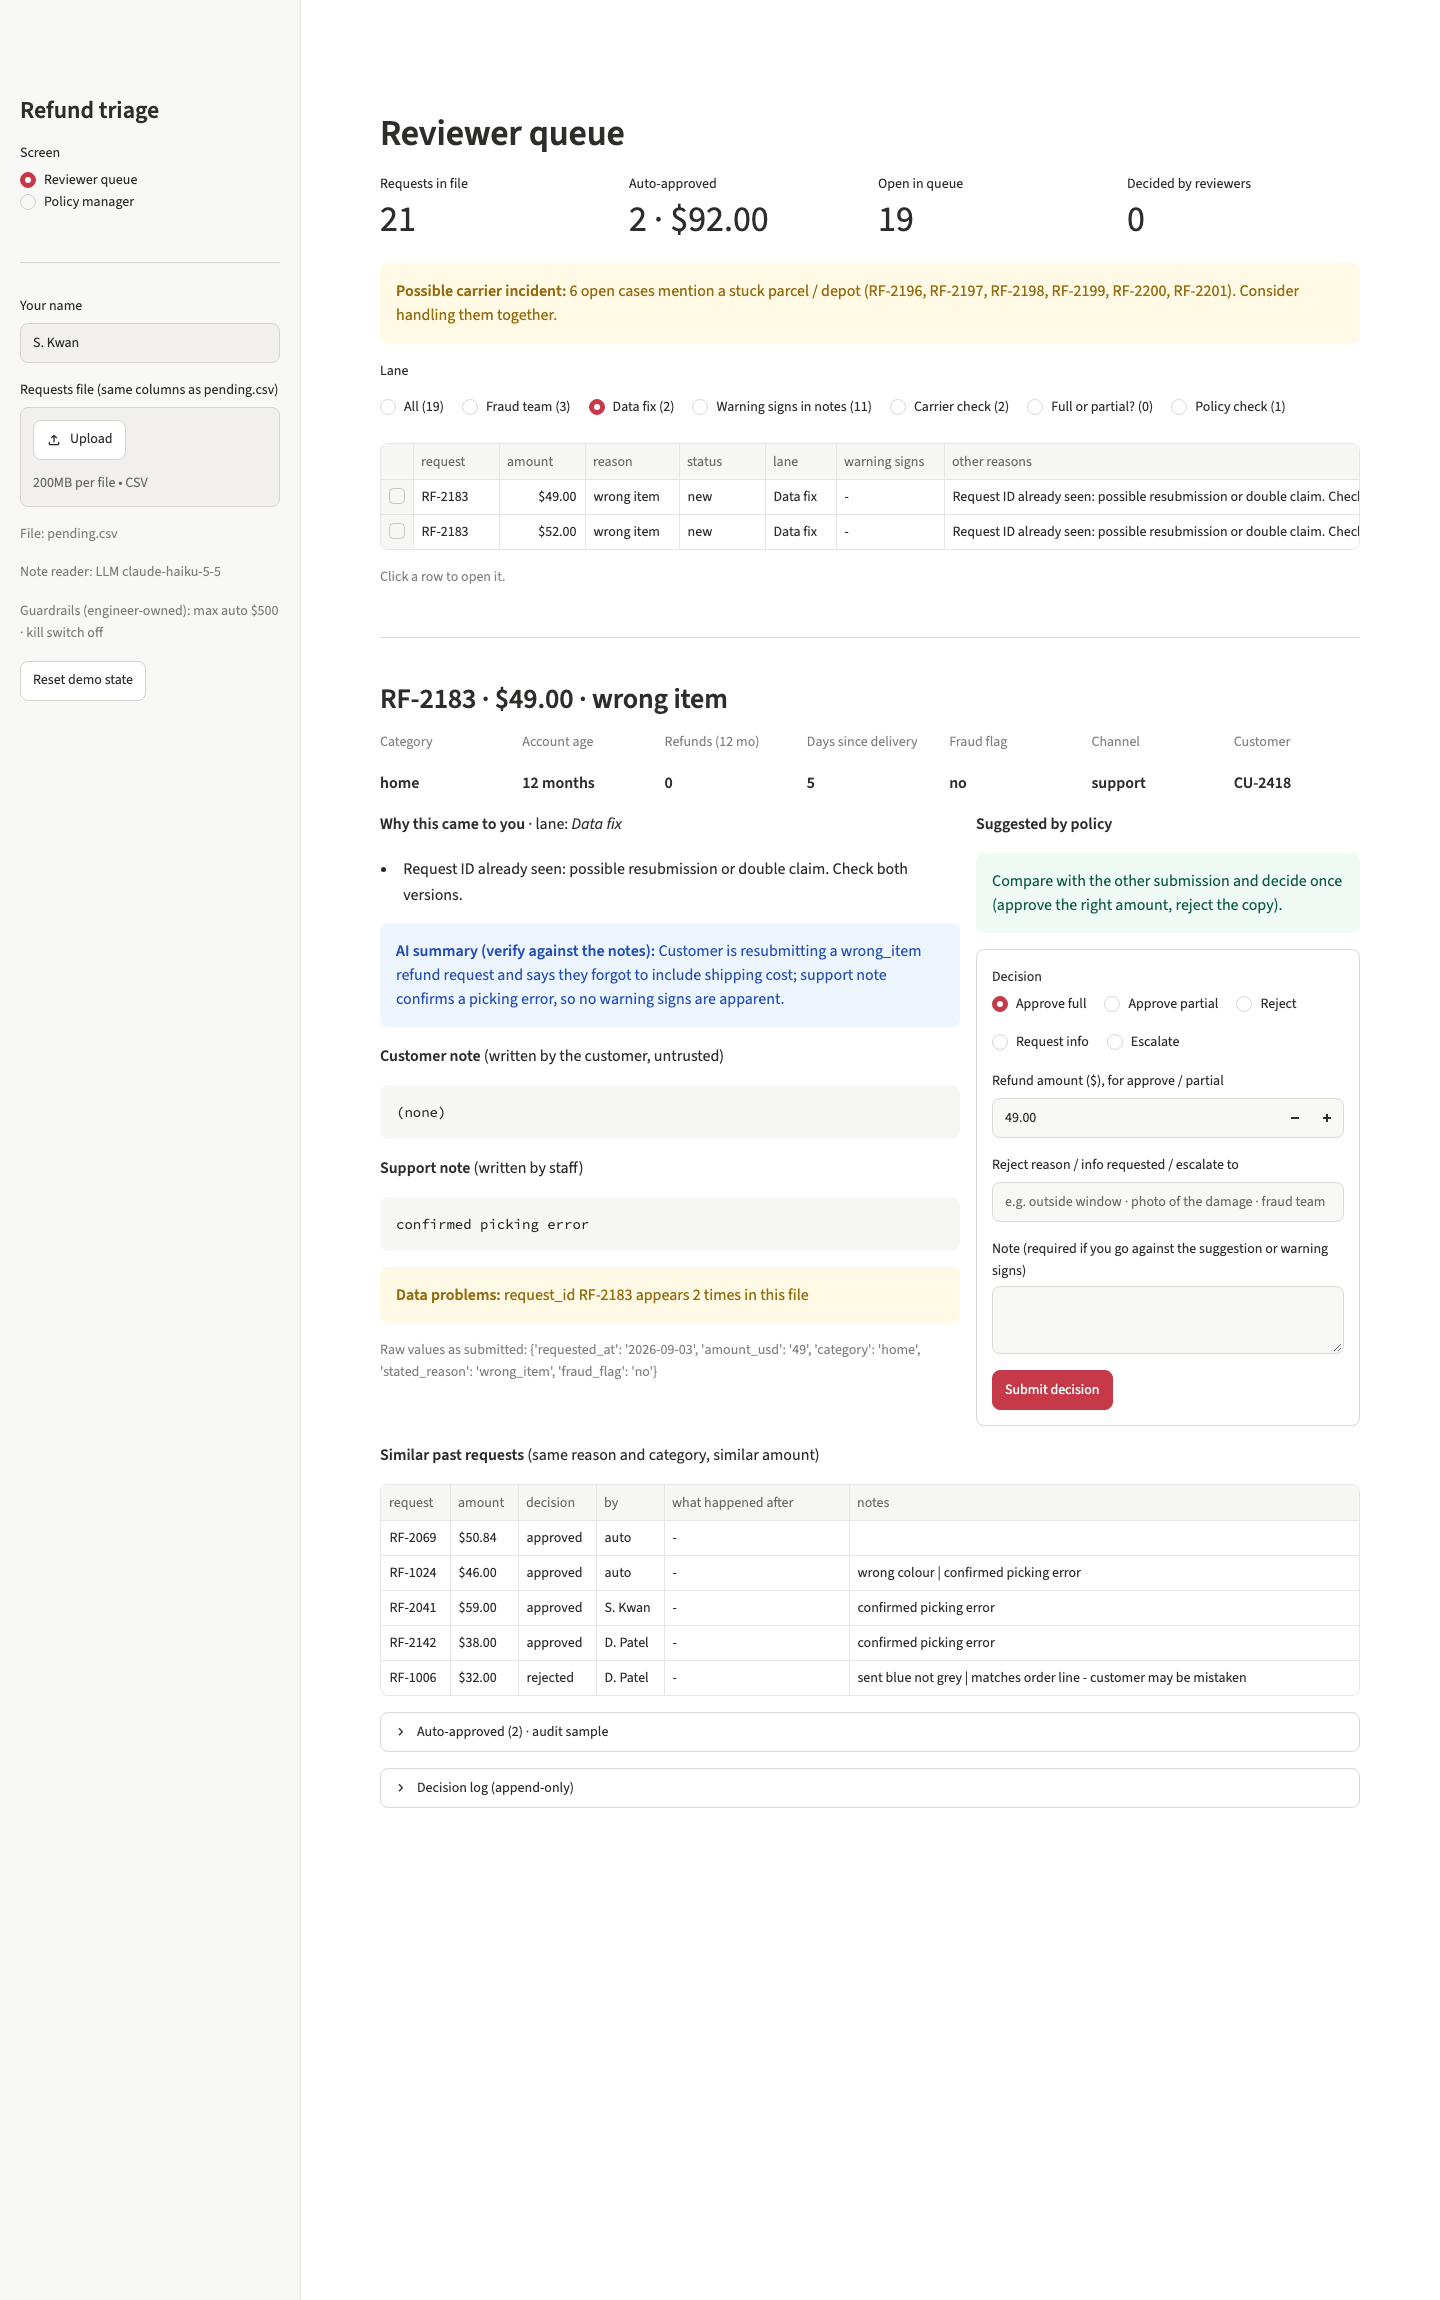 Refund triage
Screen
Reviewer queue
Policy manager
Your name
S. Kwan
Requests file (same columns as pending.csv)
Upload
200MB per file • CSV
File: pending.csv
Note reader: LLM claude-haiku-5-5
Guardrails (engineer-owned): max auto $500
· kill switch off
Reset demo state
Reviewer queue
Requests in file
Auto-approved
Open in queue
Decided by reviewers
21
2 · $92.00
19
0
Possible carrier incident: 6 open cases mention a stuck parcel / depot (RF-2196, RF-2197, RF-2198, RF-2199, RF-2200, RF-2201). Consider
handling them together.
Lane
All (19) Fraud team (3) Data fix (2) Warning signs in notes (11) Carrier check (2) Full or partial? (0) Policy check (1)
request amount reason status lane warning signs other reasons
RF-2183 $49.00 wrong item new Data fix - Request ID already seen: possible resubmission or double claim. Check
RF-2183 $52.00 wrong item new Data fix - Request ID already seen: possible resubmission or double claim. Check
Click a row to open it.
RF-2183 · $49.00 · wrong item
Category Account age Refunds (12 mo) Days since delivery Fraud flag Channel Customer
home 12 months 0 5 no support CU-2418
Why this came to you · lane: Data fix
• Request ID already seen: possible resubmission or double claim. Check both
versions.
AI summary (verify against the notes): Customer is resubmitting a wrong_item
refund request and says they forgot to include shipping cost; support note
confirms a picking error, so no warning signs are apparent.
Customer note (written by the customer, untrusted)
(none)
Support note (written by staff)
confirmed picking error
Data problems: request_id RF-2183 appears 2 times in this file
Raw values as submitted: {'requested_at': '2026-09-03', 'amount_usd': '49', 'category': 'home',
'stated_reason': 'wrong_item', 'fraud_flag': 'no'}
Suggested by policy
Compare with the other submission and decide once
(approve the right amount, reject the copy).
Decision
Approve full Approve partial Reject
Request info Escalate
Refund amount ($), for approve / partial
49.00
Reject reason / info requested / escalate to
e.g. outside window · photo of the damage · fraud team
Note (required if you go against the suggestion or warning
signs)
Submit decision
Similar past requests (same reason and category, similar amount)
request amount decision by what happened after notes
RF-2069 $50.84 approved auto -
RF-1024 $46.00 approved auto - wrong colour | confirmed picking error
RF-2041 $59.00 approved S. Kwan - confirmed picking error
RF-2142 $38.00 approved D. Patel - confirmed picking error
RF-1006 $32.00 rejected D. Patel - sent blue not grey | matches order line - customer may be mistaken
Auto-approved (2) · audit sample
Decision log (append-only)